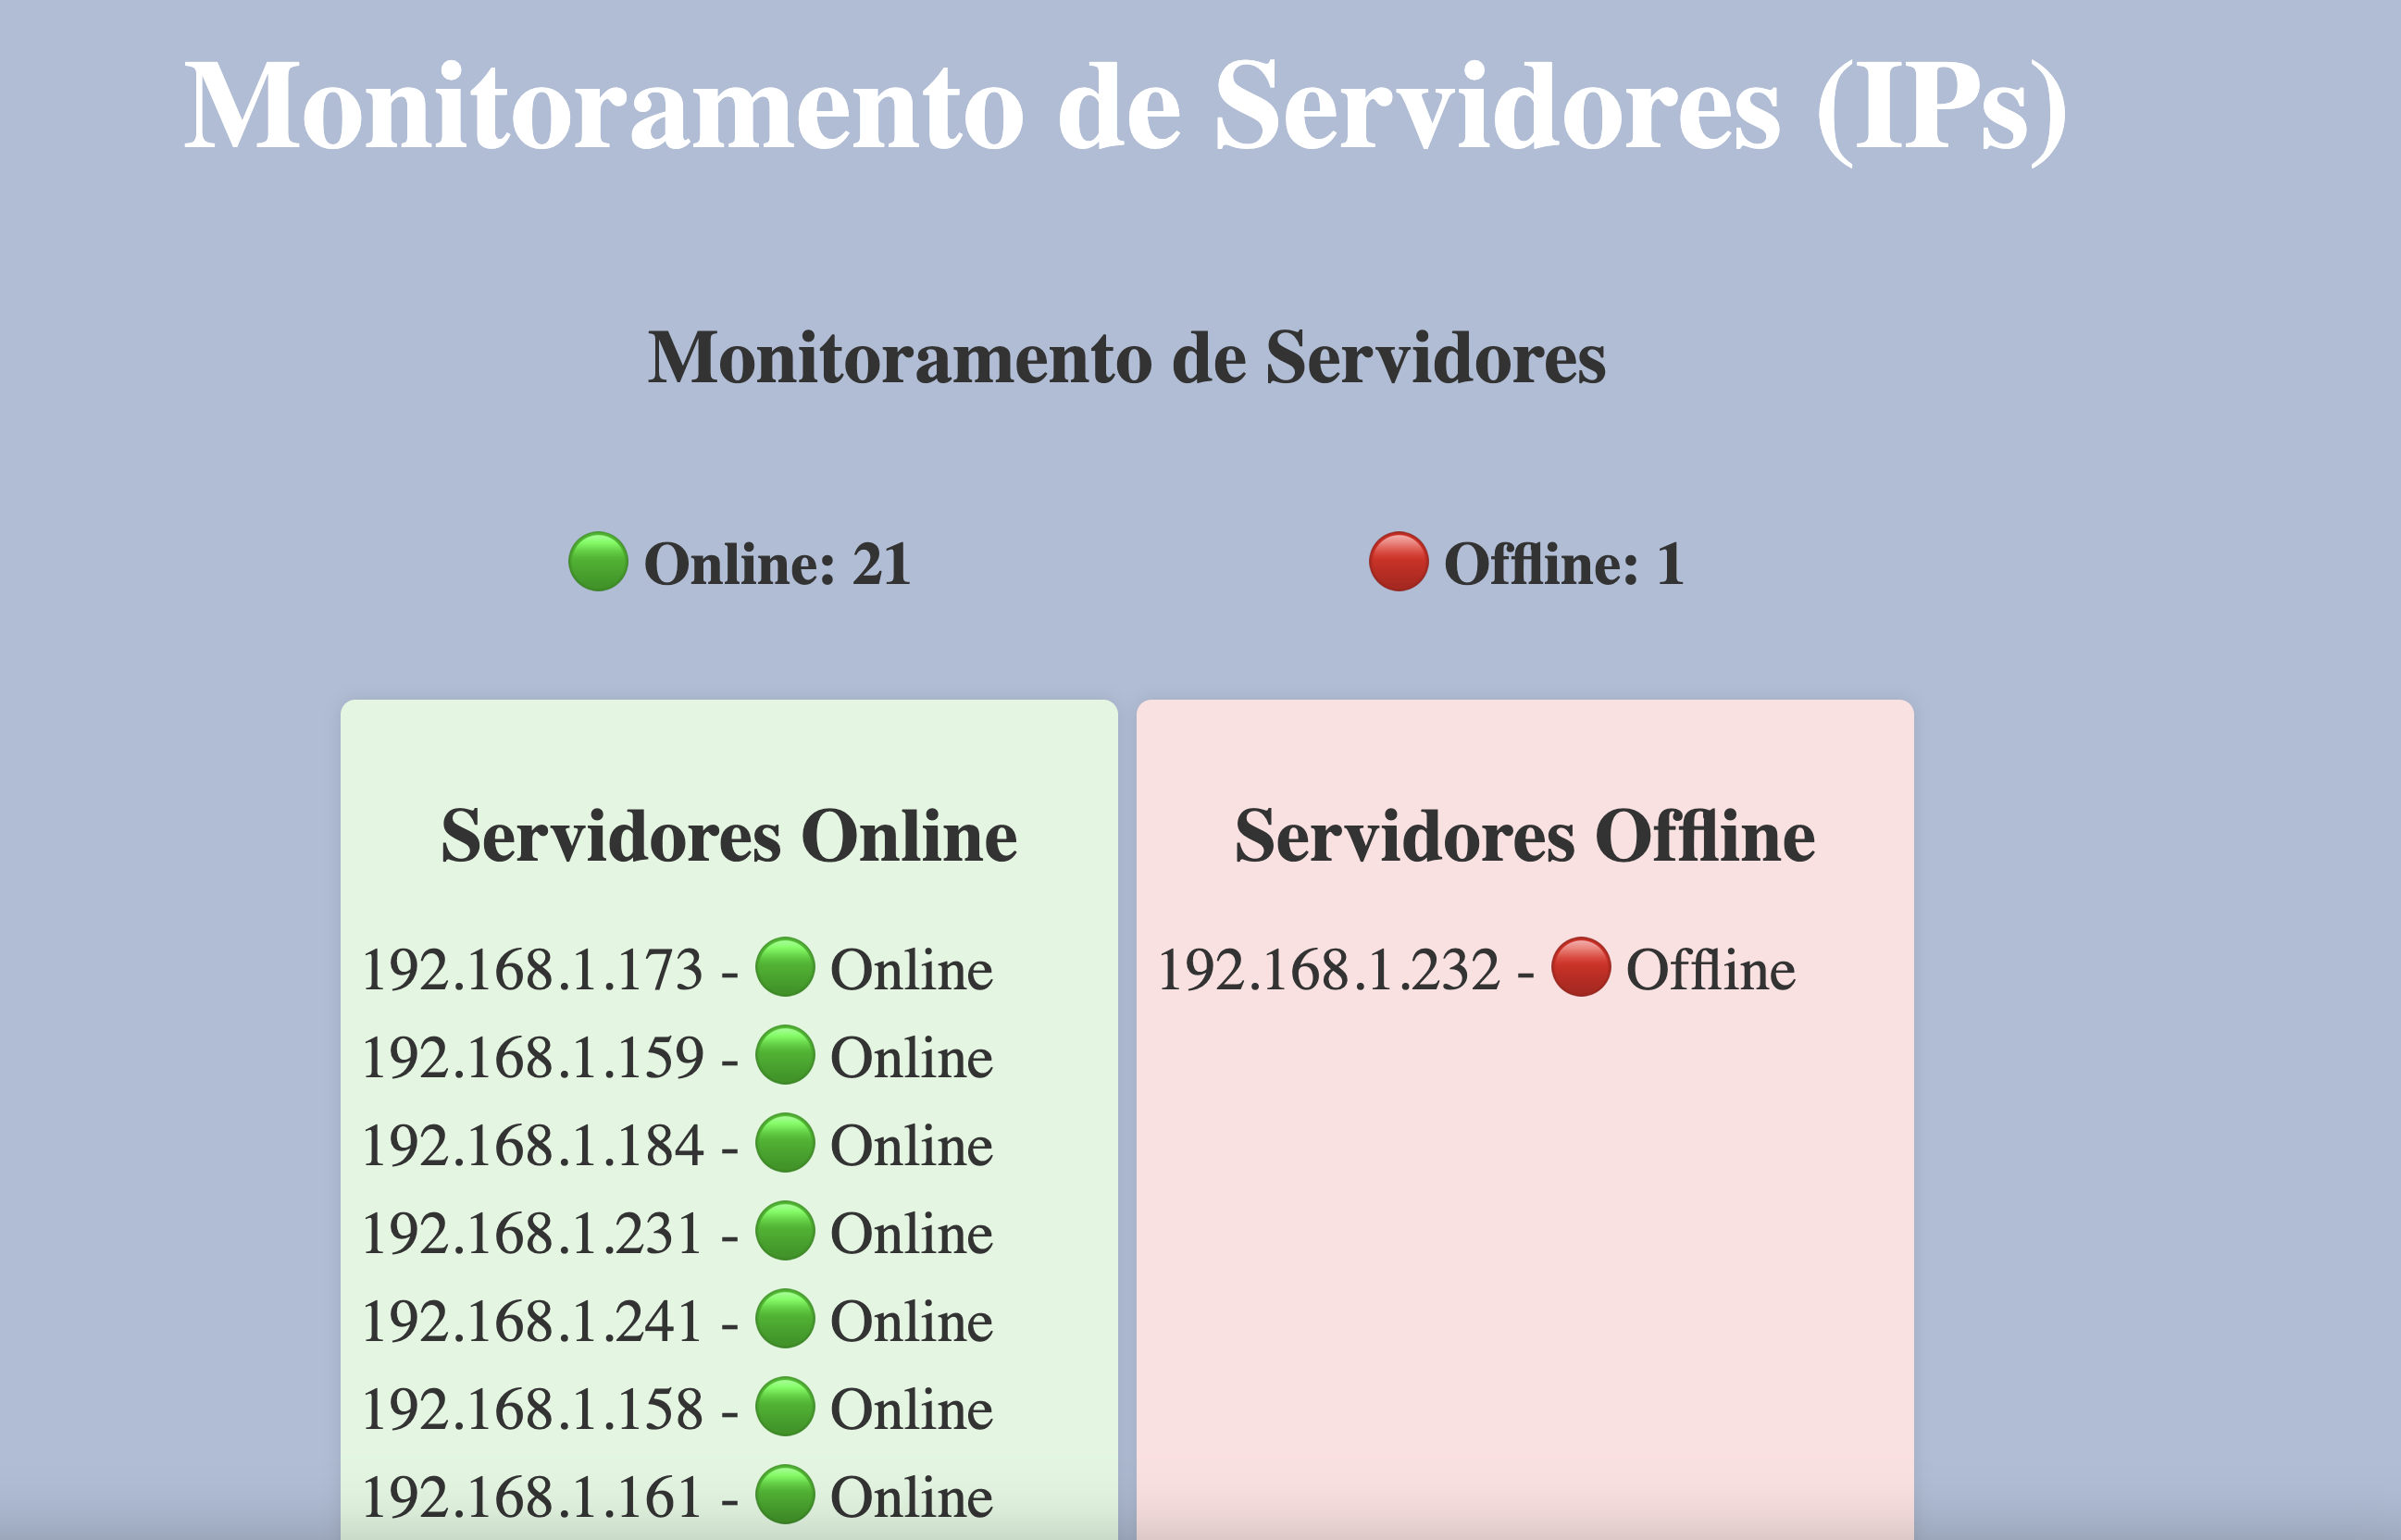 Monitoramento de Servidores (IPs)
Monitoramento de Servidores
🟢 Online: 21
🔴 Offline: 1
Servidores Online
192.168.1.173 - 🟢 Online
192.168.1.159 - 🟢 Online
192.168.1.184 - 🟢 Online
192.168.1.231 - 🟢 Online
192.168.1.241 - 🟢 Online
192.168.1.158 - 🟢 Online
192.168.1.161 - 🟢 Online
Servidores Offline
192.168.1.232 - 🔴 Offline